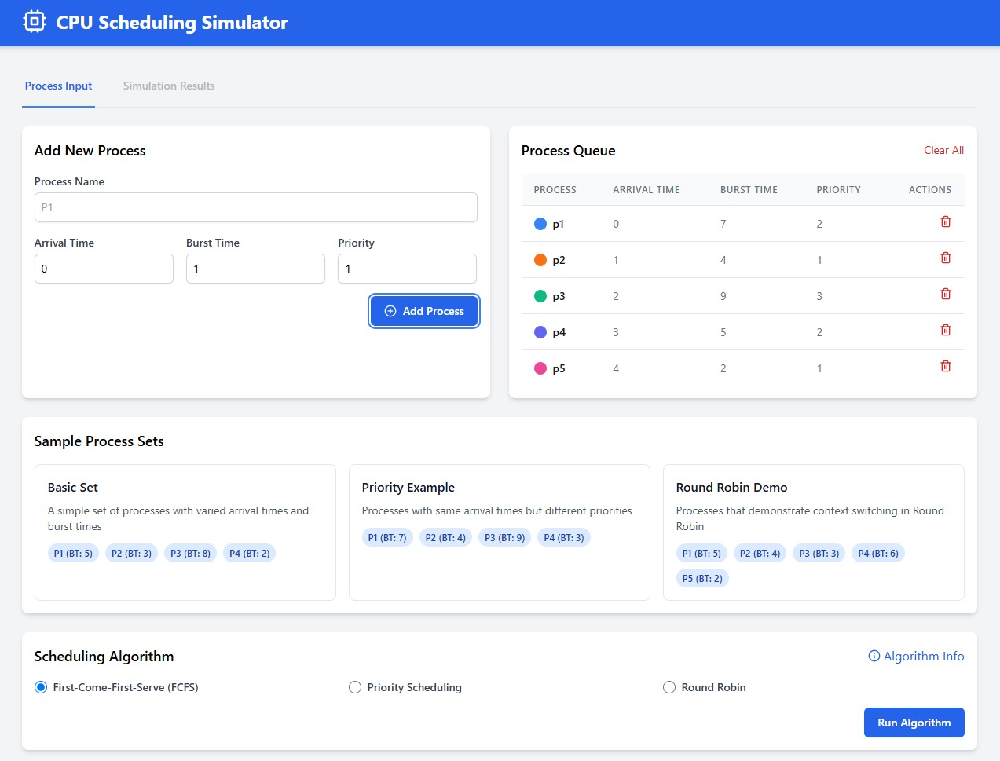 CPU Scheduling Simulator
Process Input Simulation Results
Add New Process
Process Name
P1
Arrival Time Burst Time Priority
0 1 1
Add Process
Process Queue Clear All
PROCESS ARRIVAL TIME BURST TIME PRIORITY ACTIONS
p1 0 7 2
p2 1 4 1
p3 2 9 3
p4 3 5 2
p5 4 2 1
Sample Process Sets
Basic Set
A simple set of processes with varied arrival times and
burst times
P1 (BT: 5) P2 (BT: 3) P3 (BT: 8) P4 (BT: 2)
Priority Example
Processes with same arrival times but different priorities
P1 (BT: 7) P2 (BT: 4) P3 (BT: 9) P4 (BT: 3)
Round Robin Demo
Processes that demonstrate context switching in Round
Robin
P1 (BT: 5) P2 (BT: 4) P3 (BT: 3) P4 (BT: 6)
P5 (BT: 2)
Scheduling Algorithm Algorithm Info
First-Come-First-Serve (FCFS) Priority Scheduling Round Robin
Run Algorithm